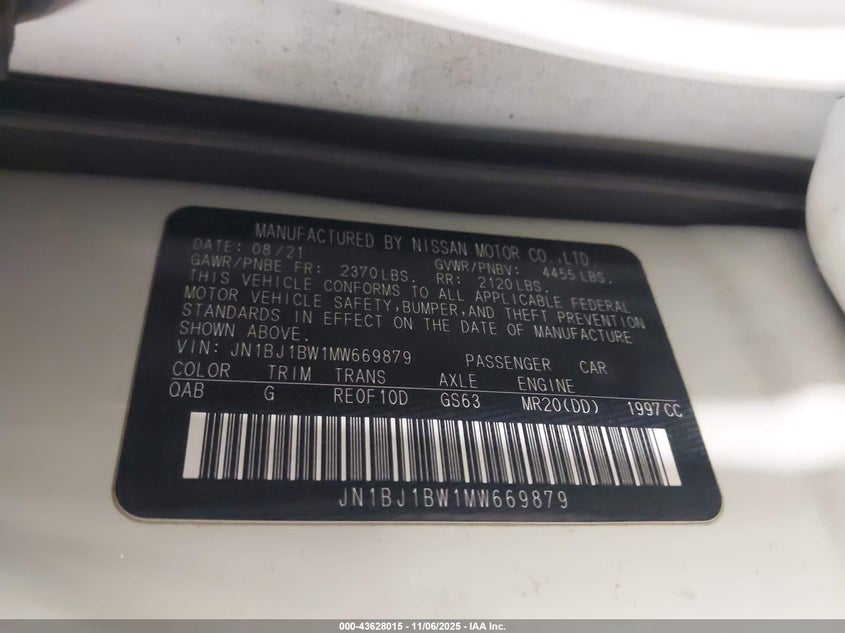 MANUFACTURED BY NISSAN MOTOR CO.,LTD.
DATE: 08/21
GVWR/PNBV: 4455 LBS.
GAWR/PNBE FR: 2370LBS. RR: 2120LBS.
THIS VEHICLE CONFORMS TO ALL APPLICABLE FEDERAL
MOTOR VEHICLE SAFETY,BUMPER,AND THEFT PREVENTION
STANDARDS IN EFFECT ON THE DATE OF MANUFACTURE
SHOWN ABOVE.
VIN: JN1BJ1BW1MW669879 PASSENGER CAR
COLOR TRIM TRANS AXLE ENGINE
QAB G RE0F10D GS63 MR20(DD) 1997CC
JN1BJ1BW1MW669879
000-43628015 - 11/06/2025 - IAA Inc.